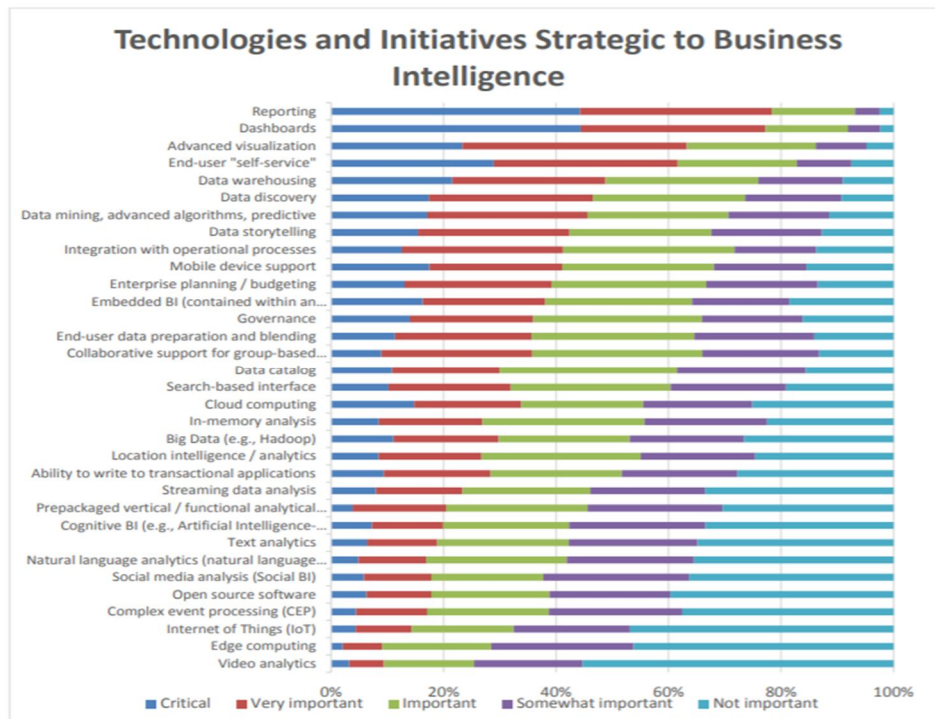 Technologies and Initiatives Strategic to Business
Intelligence
Reporting
Dashboards
Advanced visualization
End-user "self-service"
Data warehousing
Data discovery
Data mining, advanced algorithms, predictive
Data storytelling
Integration with operational processes
Mobile device support
Enterprise planning / budgeting
Embedded BI (contained within an...
Governance
End-user data preparation and blending
Collaborative support for group-based...
Data catalog
Search-based interface
Cloud computing
In-memory analysis
Big Data (e.g., Hadoop)
Location intelligence / analytics
Ability to write to transactional applications
Streaming data analysis
Prepackaged vertical / functional analytical...
Cognitive BI (e.g., Artificial Intelligence-...
Text analytics
Natural language analytics (natural language...
Social media analysis (Social BI)
Open source software
Complex event processing (CEP)
Internet of Things (IoT)
Edge computing
Video analytics
0% 20% 40% 60% 80% 100%
Critical Very important Important Somewhat important Not important